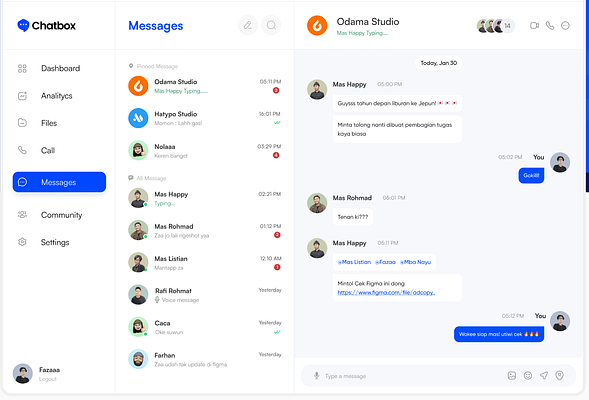 Chatbox
Dashboard
Analitycs
Files
Call
Messages
Community
Settings
Fazaaa
Logout
Messages
Pinned Message
Odama Studio
05:11 PM
Mas Happy Typing.....
2
Hatypo Studio
16:01 PM
Momon : Lahh gas!
Nolaaa
03:29 PM
Keren banget
4
All Message
Mas Happy
02:21 PM
Typing...
Mas Rohmad
01:12 PM
Zaa jo lali ngeshot yaa
2
Mas Listian
12:10 AM
Mantapp za
1
Rafi Rohmat
Yesterday
Voice message
Caca
Yesterday
Oke suwun
Farhan
Yesterday
Zaa udah tak update di figma
Odama Studio
Mas Happy Typing...
14
Today, Jan 30
Mas Happy
05:00 PM
Guysss tahun depan liburan ke Jepun!
Minta tolong nanti dibuat pembagian tugas
kaya biasa
05:02 PM
You
Gokilll!
Mas Rohmad
05:01 PM
Tenan ki???
Mas Happy
05:11 PM
@Mas Listian @Fazaa @Mba Nayu
Mintol Cek Figma ini dong
https://www.figma.com/file/adcopy..
05:12 PM
You
Wokee siap mas! utiwi cek 🔥🔥🔥
Type a message